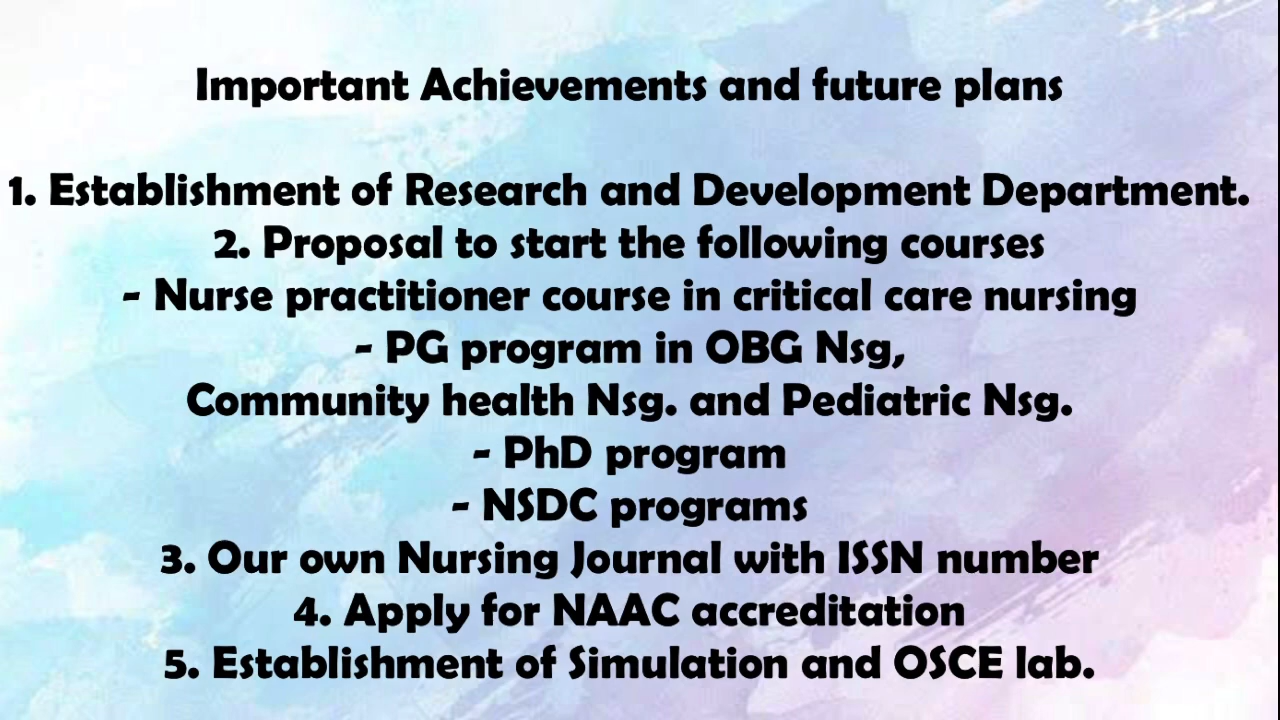 Important Achievements and future plans
1. Establishment of Research and Development Department.
2. Proposal to start the following courses
- Nurse practitioner course in critical care nursing
- PG program in OBG Nsg,
Community health Nsg. and Pediatric Nsg.
- PhD program
- NSDC programs
3. Our own Nursing Journal with ISSN number
4. Apply for NAAC accreditation
5. Establishment of Simulation and OSCE lab.